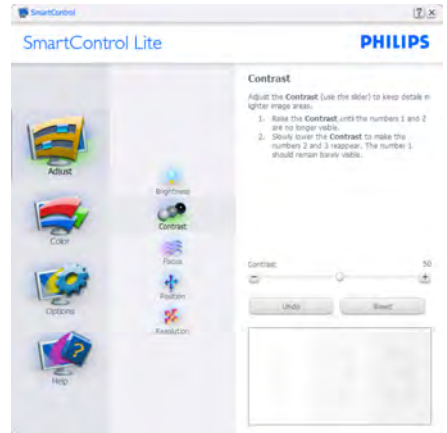 SmartControl
SmartControl Lite
PHILIPS
Adjust
Color
Options
Help
Brightness
Contrast
Focus
Position
Resolution
Contrast
Adjust the Contrast (use the slider) to keep details in
lighter image areas.
1. Raise the Contrast until the numbers 1 and 2
are no longer visible.
2. Slowly lower the Contrast to make the
numbers 2 and 3 reappear. The number 1
should remain barely visible.
Contrast: 50
Undo Reset